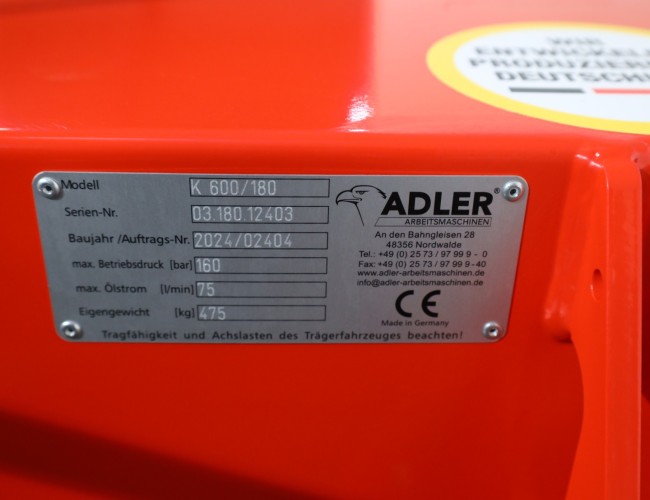 WIR
ENTWICKEL
PRODUZIER
DEUTSCH
Modell K 600/180
Serien-Nr. 03.180.12403
Baujahr /Auftrags-Nr. 2024/02404
max. Betriebsdruck [bar] 160
max. Ölstrom [l/min] 75
Eigengewicht [kg] 475
ADLER®
ARBEITSMASCHINEN
An den Bahngleisen 28
48356 Nordwalde
Tel.: +49 (0) 25 73 / 97 99 9 - 0
Fax: +49 (0) 25 73 / 97 99 9 -40
www.adler-arbeitsmaschinen.de
info@adler-arbeitsmaschinen.de
CE
Made in Germany
Tragfähigkeit und Achslasten des Trägerfahrzeuges beachten!